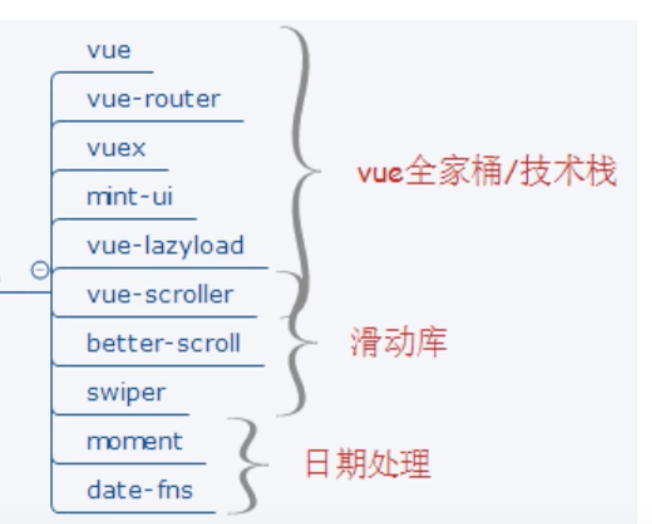 vue
vue-router
vuex
mint-ui
vue全家桶/技术栈
vue-lazyload
vue-scroller
better-scroll
滑动库
swiper
moment
日期处理
date-fns